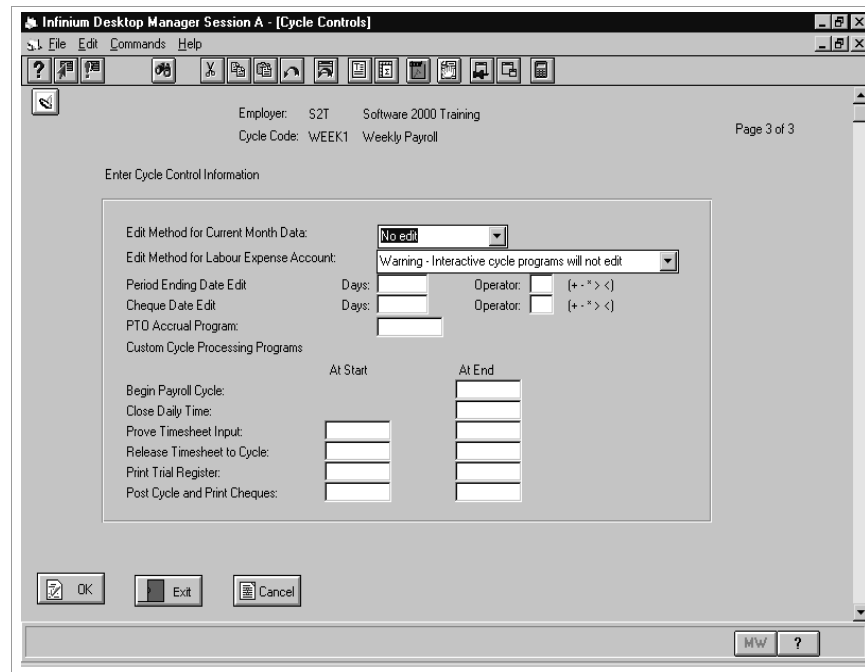 Infinium Desktop Manager Session A - [Cycle Controls]
File Edit Commands Help
Employer: S2T Software 2000 Training
Cycle Code: WEEK1 Weekly Payroll
Page 3 of 3
Enter Cycle Control Information
Edit Method for Current Month Data: No edit
Edit Method for Labour Expense Account: Warning - Interactive cycle programs will not edit
Period Ending Date Edit Days: Operator: (+ - * > <)
Cheque Date Edit Days: Operator: (+ - * > <)
PTO Accrual Program:
Custom Cycle Processing Programs
At Start At End
Begin Payroll Cycle:
Close Daily Time:
Prove Timesheet Input:
Release Timesheet to Cycle:
Print Trial Register:
Post Cycle and Print Cheques:
OK Exit Cancel
MW ?